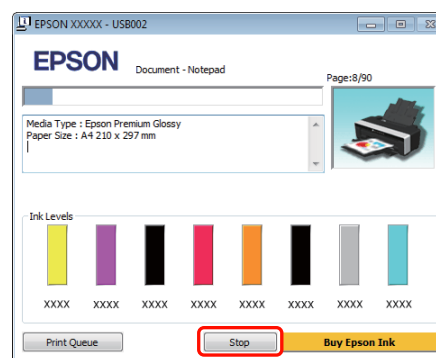 EPSON XXXXX - USB002
EPSON
Document - Notepad
Page:8/90
Media Type : Epson Premium Glossy
Paper Size : A4 210 x 297 mm
Ink Levels
XXXX XXXX XXXX XXXX XXXX XXXX XXXX XXXX
Print Queue Stop Buy Epson Ink